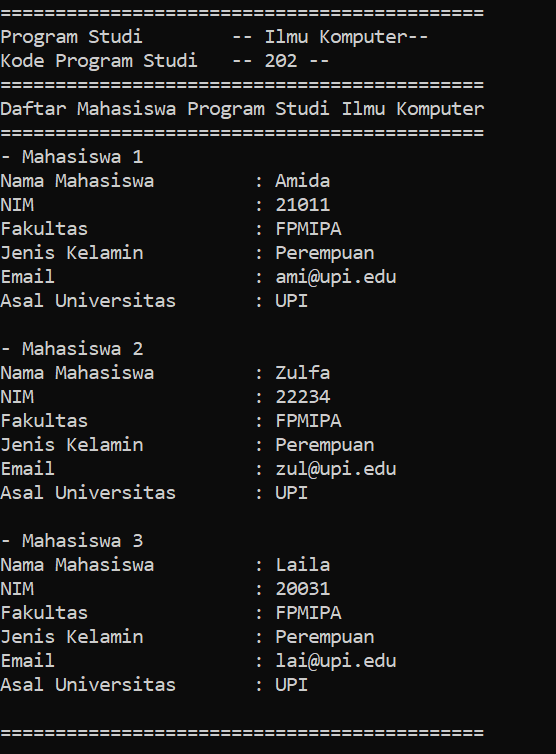 ============================================
Program Studi        -- Ilmu Komputer--
Kode Program Studi   -- 202 --
============================================
Daftar Mahasiswa Program Studi Ilmu Komputer
============================================
- Mahasiswa 1
Nama Mahasiswa         : Amida
NIM                    : 21011
Fakultas               : FPMIPA
Jenis Kelamin          : Perempuan
Email                  : ami@upi.edu
Asal Universitas       : UPI

- Mahasiswa 2
Nama Mahasiswa         : Zulfa
NIM                    : 22234
Fakultas               : FPMIPA
Jenis Kelamin          : Perempuan
Email                  : zul@upi.edu
Asal Universitas       : UPI

- Mahasiswa 3
Nama Mahasiswa         : Laila
NIM                    : 20031
Fakultas               : FPMIPA
Jenis Kelamin          : Perempuan
Email                  : lai@upi.edu
Asal Universitas       : UPI

============================================